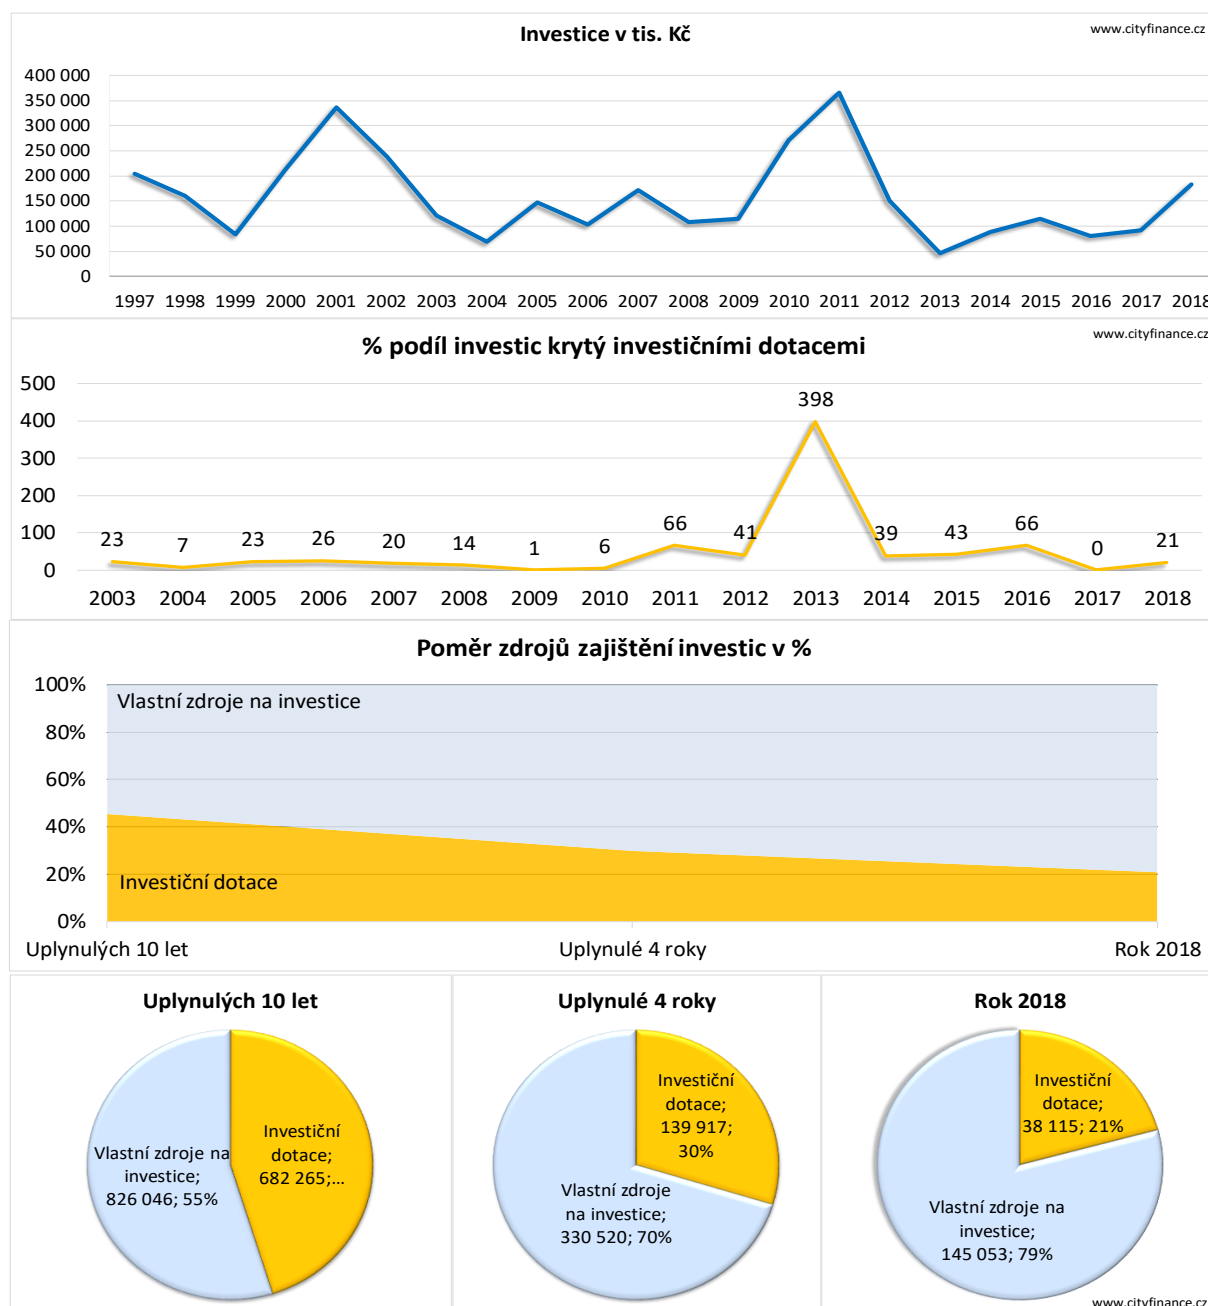 Investice v tis. Kč
www.cityfinance.cz
400 000
350 000
300 000
250 000
200 000
150 000
100 000
50 000
0
1997 1998 1999 2000 2001 2002 2003 2004 2005 2006 2007 2008 2009 2010 2011 2012 2013 2014 2015 2016 2017 2018
% podíl investic krytý investičními dotacemi
www.cityfinance.cz
500
400
300
200
100
0
23 7 23 26 20 14 1 6 66 41 398 39 43 66 0 21
2003 2004 2005 2006 2007 2008 2009 2010 2011 2012 2013 2014 2015 2016 2017 2018
Poměr zdrojů zajištění investic v %
100%
80%
60%
40%
20%
0%
Vlastní zdroje na investice
Investiční dotace
Uplynulých 10 let Uplynulé 4 roky Rok 2018
Uplynulých 10 let
Vlastní zdroje na
investice;
826 046; 55%
Investiční
dotace;
682 265;...
Uplynulé 4 roky
Investiční
dotace;
139 917;
30%
Vlastní zdroje
na investice;
330 520; 70%
Rok 2018
Investiční
dotace;
38 115; 21%
Vlastní zdroje na
investice;
145 053; 79%
www.cityfinance.cz